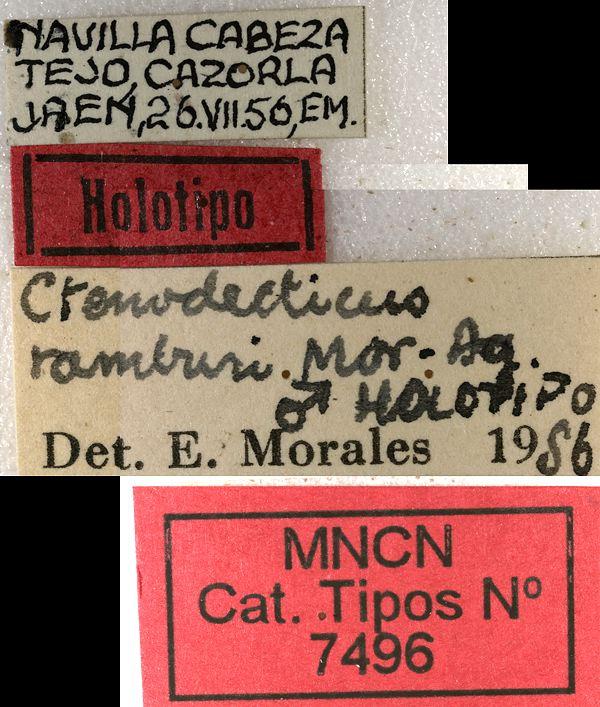 NAVILLA CABEZA
TEJO, CAZORLA
JAEN, 26.VII.56, EM.
Holotipo
Ctenodecticus
ramburi Mor-Ag.
♂ HOLOTIPO
Det. E. Morales 1956
MNCN
Cat. Tipos Nº
7496